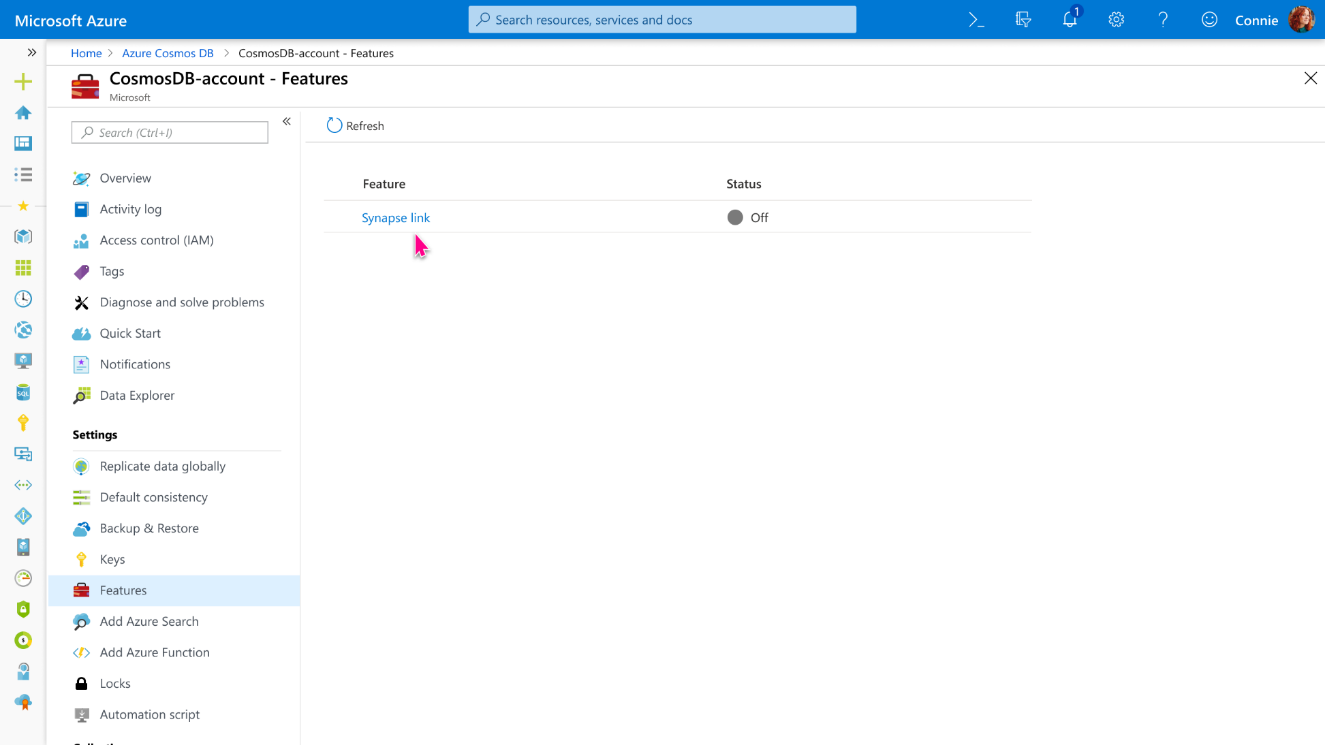 Microsoft Azure
Search resources, services and docs
1
Connie
Home > Azure Cosmos DB > CosmosDB-account - Features
CosmosDB-account - Features
Microsoft
Search (Ctrl+/)
Refresh
Overview
Activity log
Access control (IAM)
Tags
Diagnose and solve problems
Quick Start
Notifications
Data Explorer
Settings
Replicate data globally
Default consistency
Backup & Restore
Keys
Features
Add Azure Search
Add Azure Function
Locks
Automation script
Feature Status
Synapse link Off
SQL